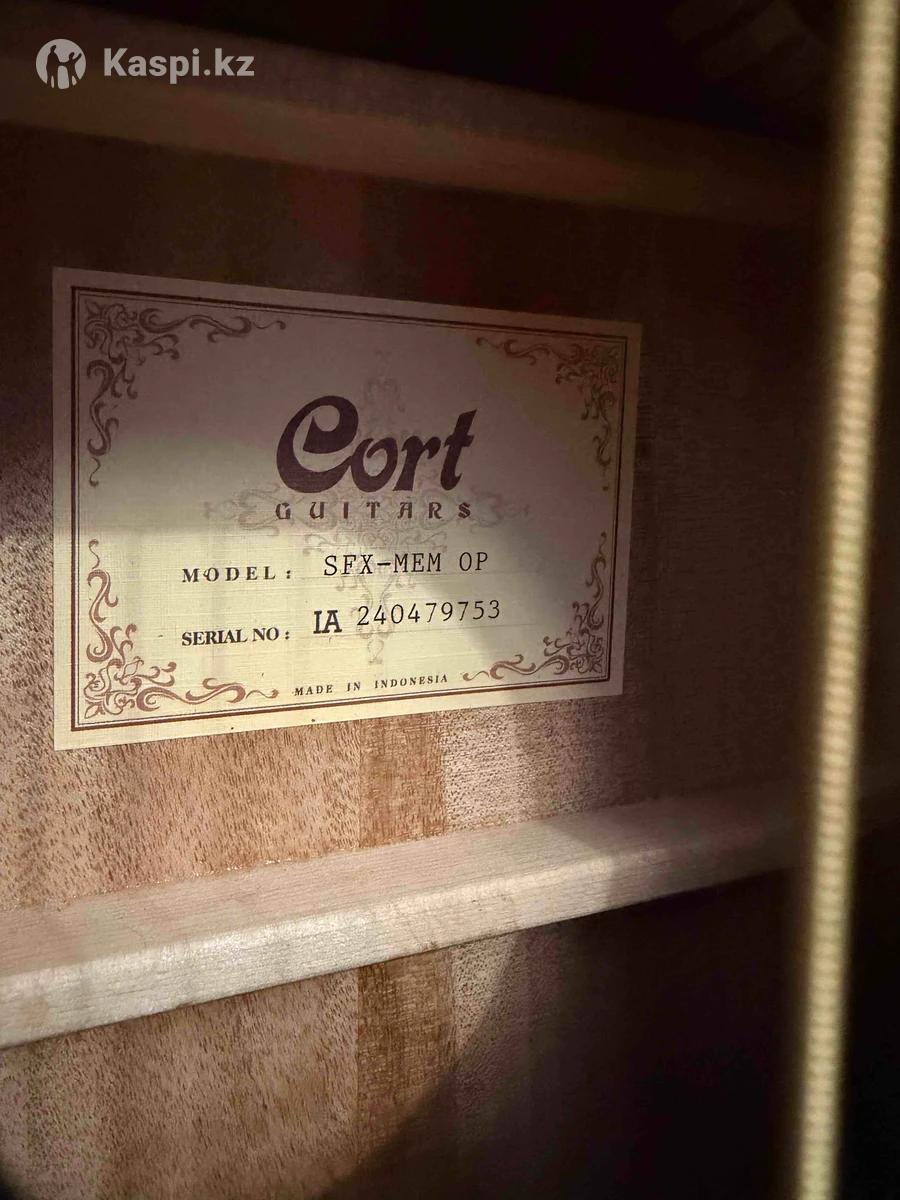 Kaspi.kz
Cort
GUITARS
MODEL: SFX-MEM OP
SERIAL NO: IA 240479753
MADE IN INDONESIA